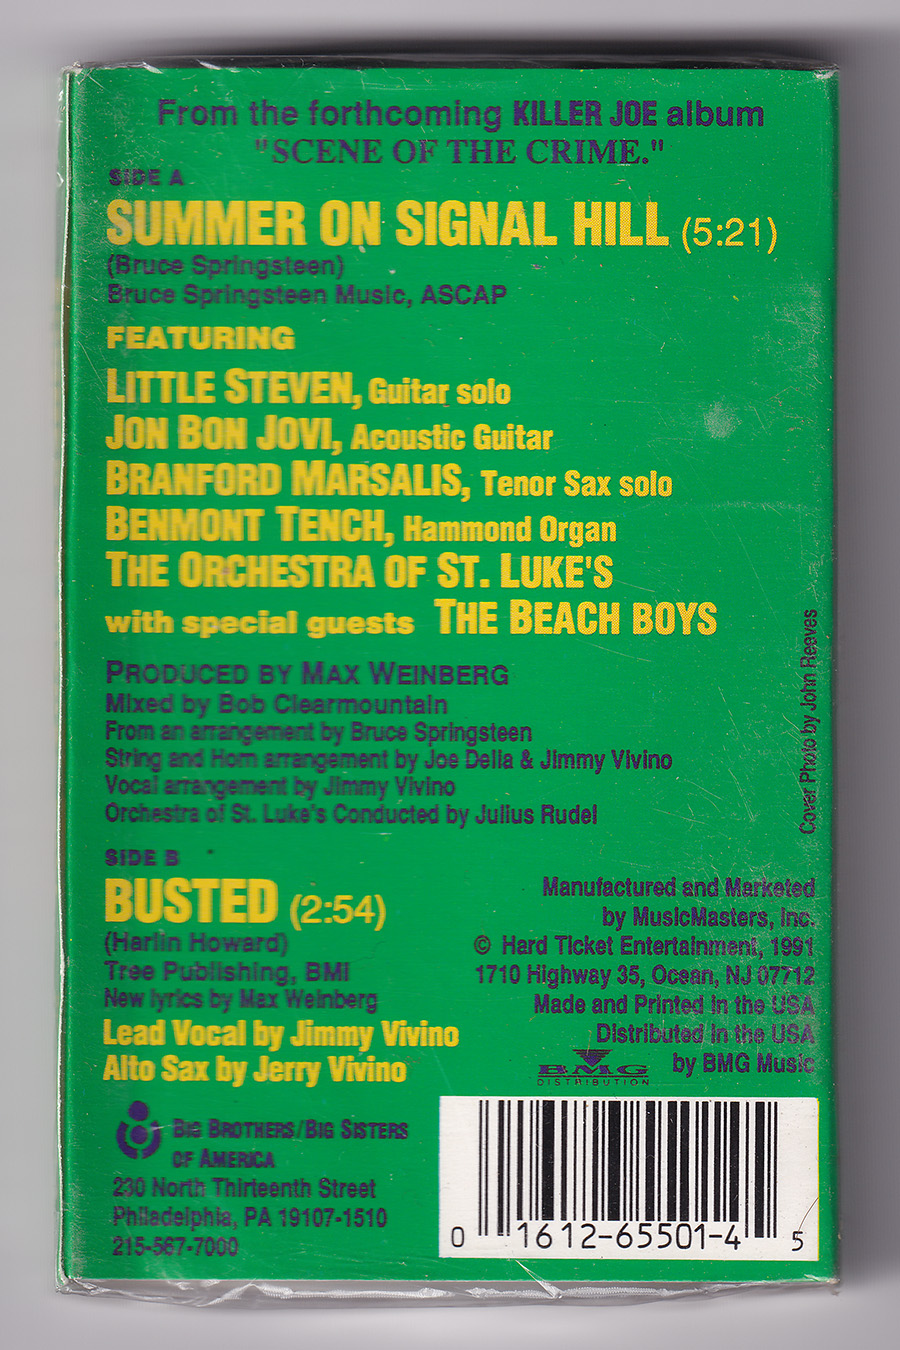 From the forthcoming KILLER JOE album
"SCENE OF THE CRIME."
SIDE A
SUMMER ON SIGNAL HILL (5:21)
(Bruce Springsteen)
Bruce Springsteen Music, ASCAP
FEATURING
LITTLE STEVEN, Guitar solo
JON BON JOVI, Acoustic Guitar
BRANFORD MARSALIS, Tenor Sax solo
BENMONT TENCH, Hammond Organ
THE ORCHESTRA OF ST. LUKE'S
with special guests THE BEACH BOYS
PRODUCED BY MAX WEINBERG
Mixed by Bob Clearmountain
From an arrangement by Bruce Springsteen
String and Horn arrangement by Joe Delia & Jimmy Vivino
Vocal arrangement by Jimmy Vivino
Orchestra of St. Luke's Conducted by Julius Rudel
Cover Photo by John Reeves
SIDE B
BUSTED (2:54)
(Harlin Howard)
Tree Publishing, BMI
New lyrics by Max Weinberg
Lead Vocal by Jimmy Vivino
Alto Sax by Jerry Vivino
Manufactured and Marketed
by MusicMasters, Inc.
© Hard Ticket Entertainment, 1991
1710 Highway 35, Ocean, NJ 07712
Made and Printed in the USA
Distributed in the USA
by BMG Music
BMG
DISTRIBUTION
BIG BROTHERS/BIG SISTERS
OF AMERICA
230 North Thirteenth Street
Philadelphia, PA 19107-1510
215-567-7000
0 1612-65501-4 5